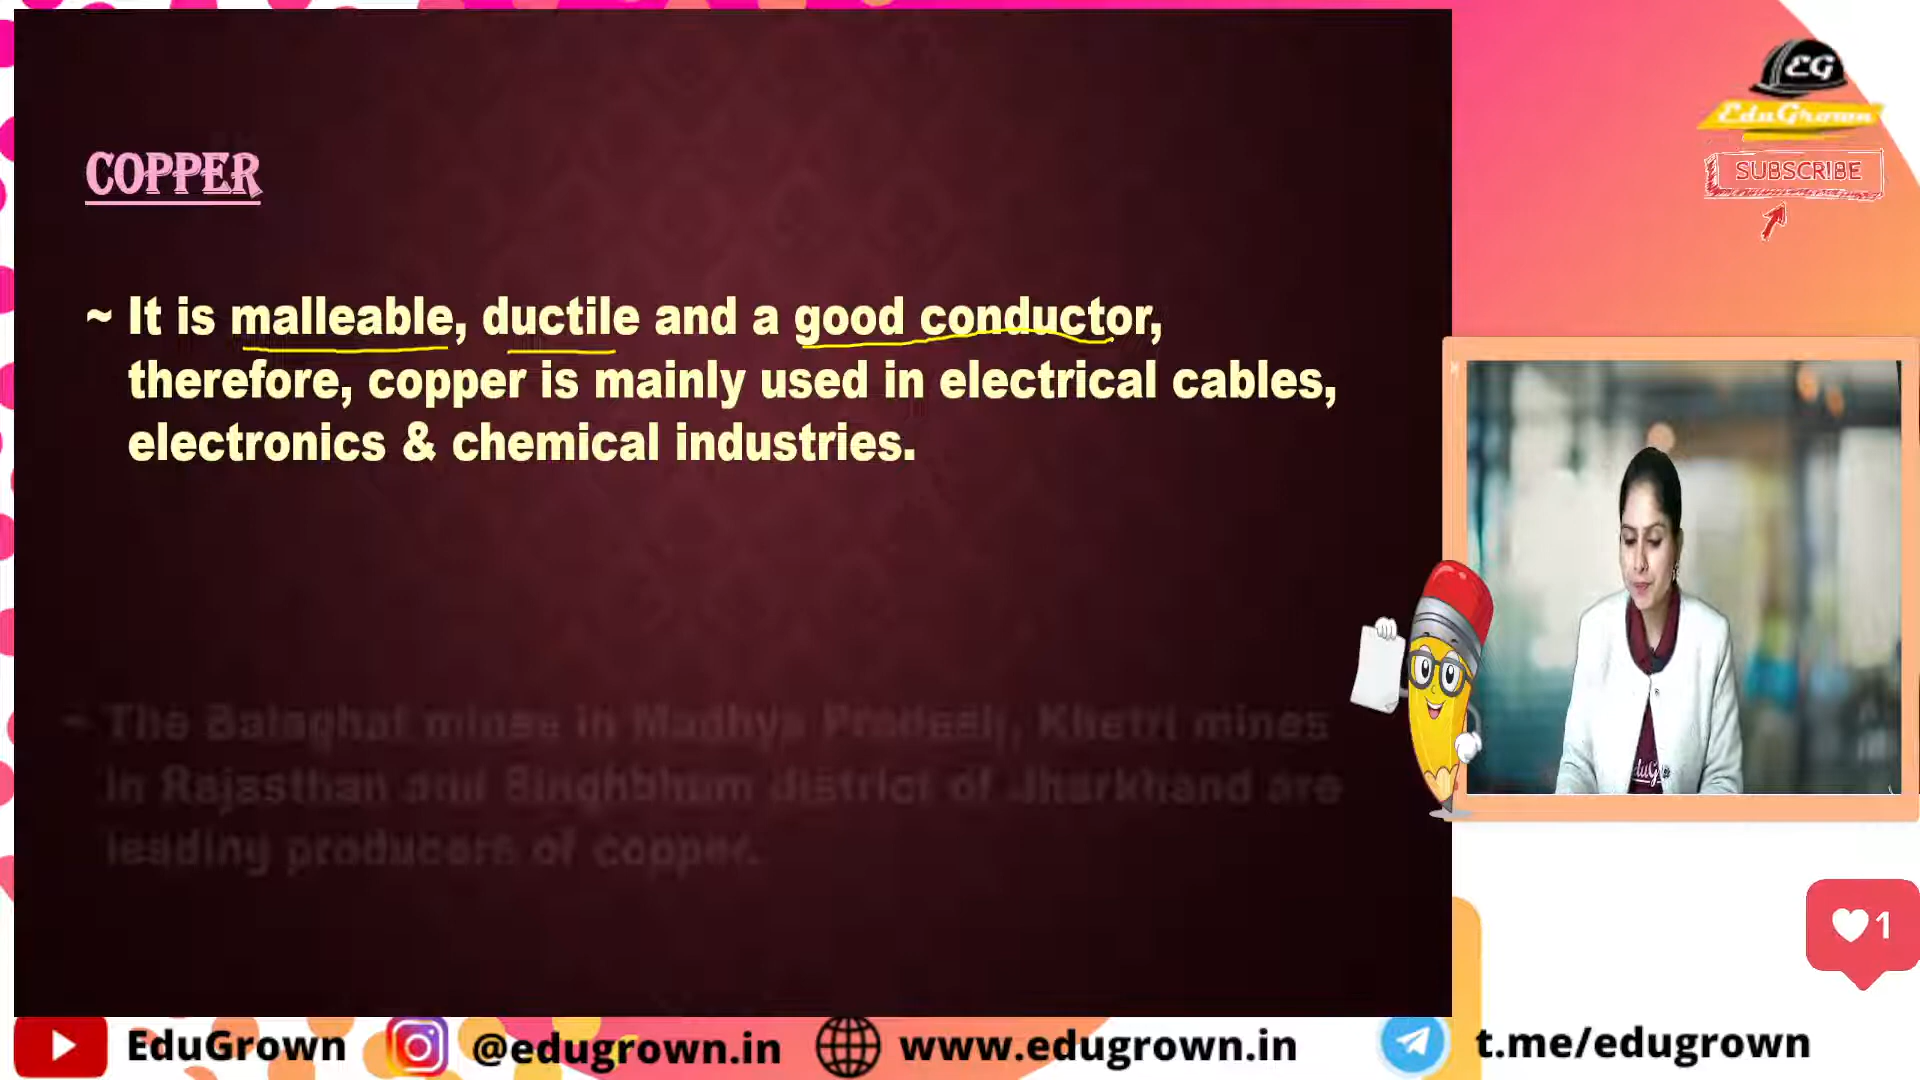 COPPER
~ It is malleable, ductile and a good conductor,
therefore, copper is mainly used in electrical cables,
electronics & chemical industries.
~ The Balaghat mines in Madhya Pradesh, Khetri mines
in Rajasthan and Singhbhum district of Jharkhand are
leading producers of copper.
EG
EduGrown
SUBSCRIBE
1
EduGrown
@edugrown.in
www.edugrown.in
t.me/edugrown